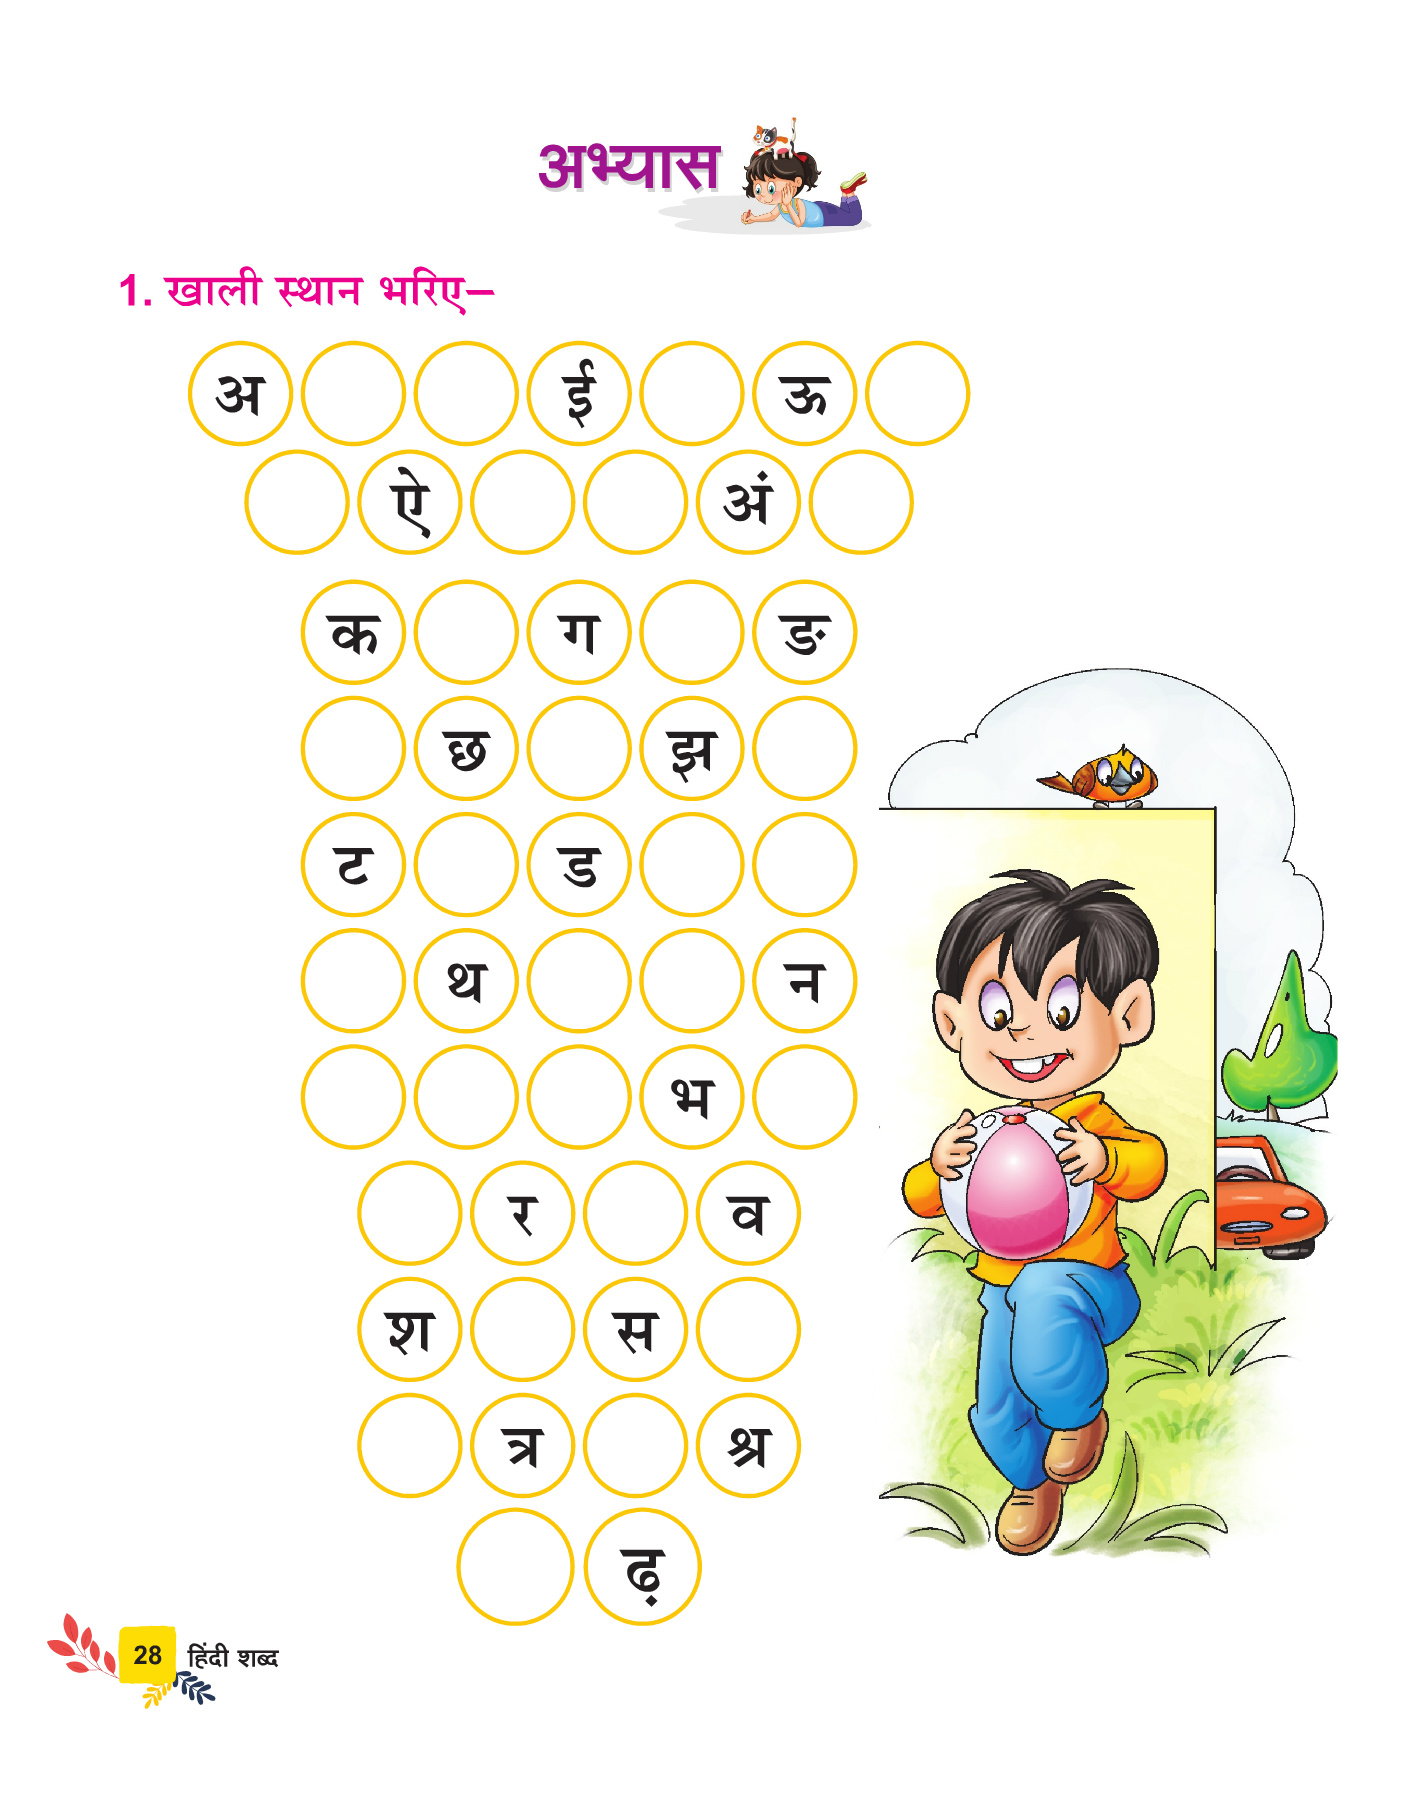 अभ्यास
1. खाली स्थान भरिए–
अ ई ऊ
ऐ अं
क ग ङ
छ झ
ट ड
थ न
भ
र व
श स
त्र श्र
ढ़
28 हिंदी शब्द